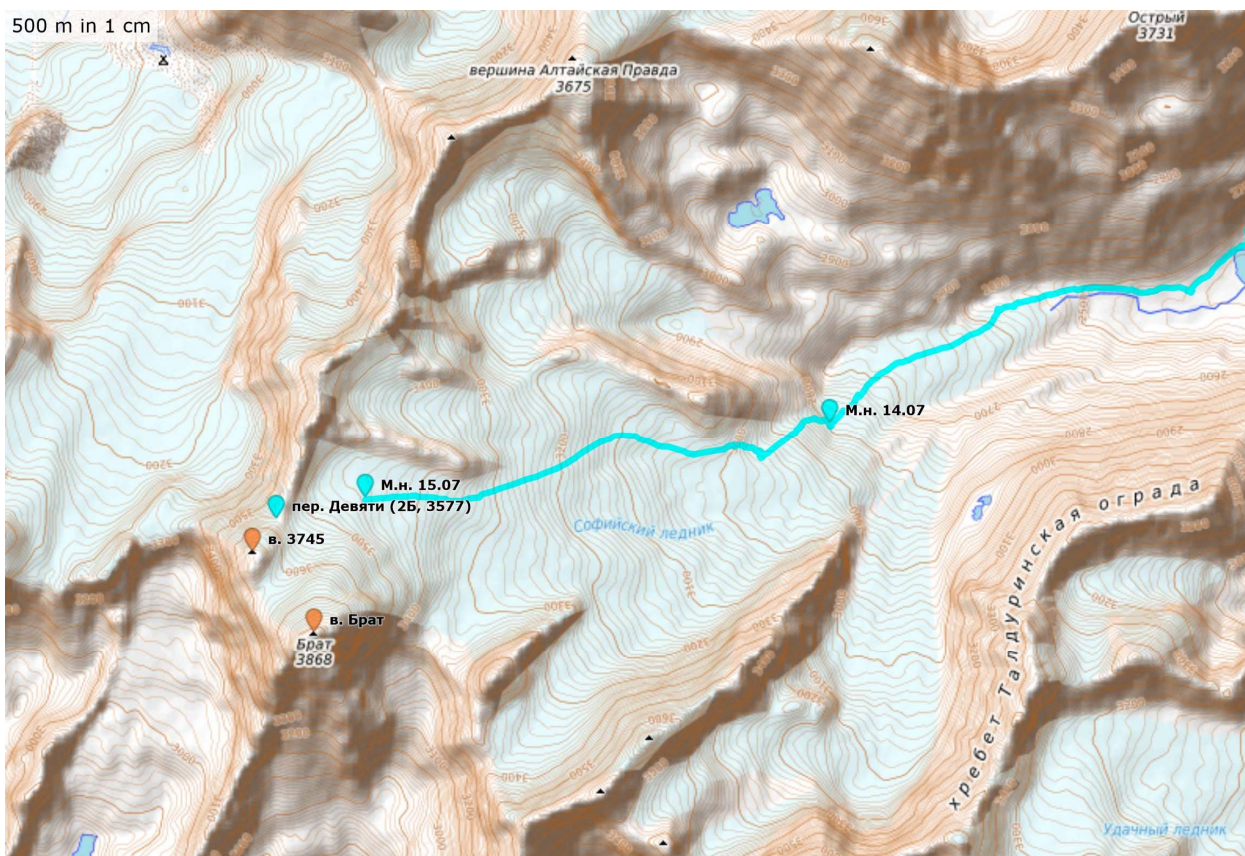 500 m in 1 cm
Острый
3731
вершина Алтайская Правда
3675
М.н. 14.07
М.н. 15.07
пер. Девяти (2Б, 3577)
в. 3745
Софийский ледник
в. Брат
Брат
3868
хребет Талдуринская ограда
Удачный ледник